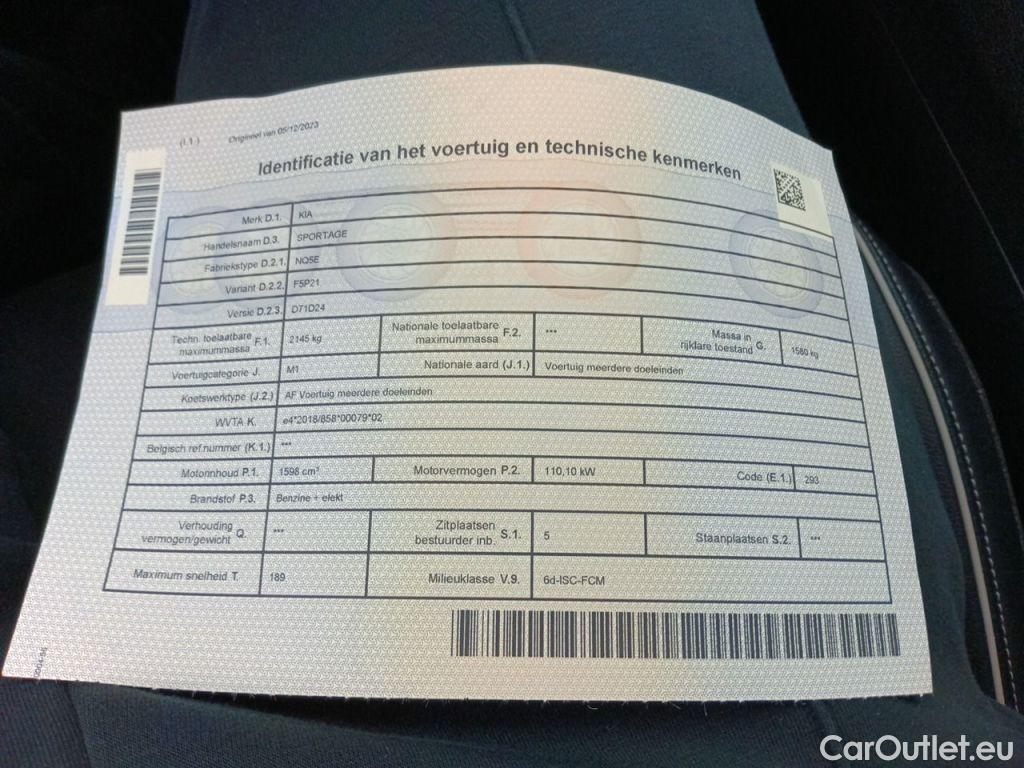 (I.1.) Origineel van 05/12/2023
Identificatie van het voertuig en technische kenmerken
Merk D.1. KIA
Handelsnaam D.3. SPORTAGE
Fabriekstype D.2.1. NQ5E
Variant D.2.2. F5P21
Versie D.2.3. D71D24
Techn. toelaatbare maximummassa F.1. 2145 kg Nationale toelaatbare maximummassa F.2. *** Massa in rijklare toestand G. 1580 kg
Voertuigcategorie J. M1 Nationale aard (J.1.) Voertuig meerdere doeleinden
Koetswerktype (J.2.) AF Voertuig meerdere doeleinden
WVTA K. e4*2018/858*00079*02
Belgisch ref.nummer (K.1.) ***
Motorinhoud P.1. 1598 cm³ Motorvermogen P.2. 110,10 kW Code (E.1.) 293
Brandstof P.3. Benzine + elekt
Verhouding vermogen/gewicht Q. *** Zitplaatsen bestuurder inb. S.1. 5 Staanplaatsen S.2. ***
Maximum snelheid T. 189 Milieuklasse V.9. 6d-ISC-FCM
CarOutlet.eu